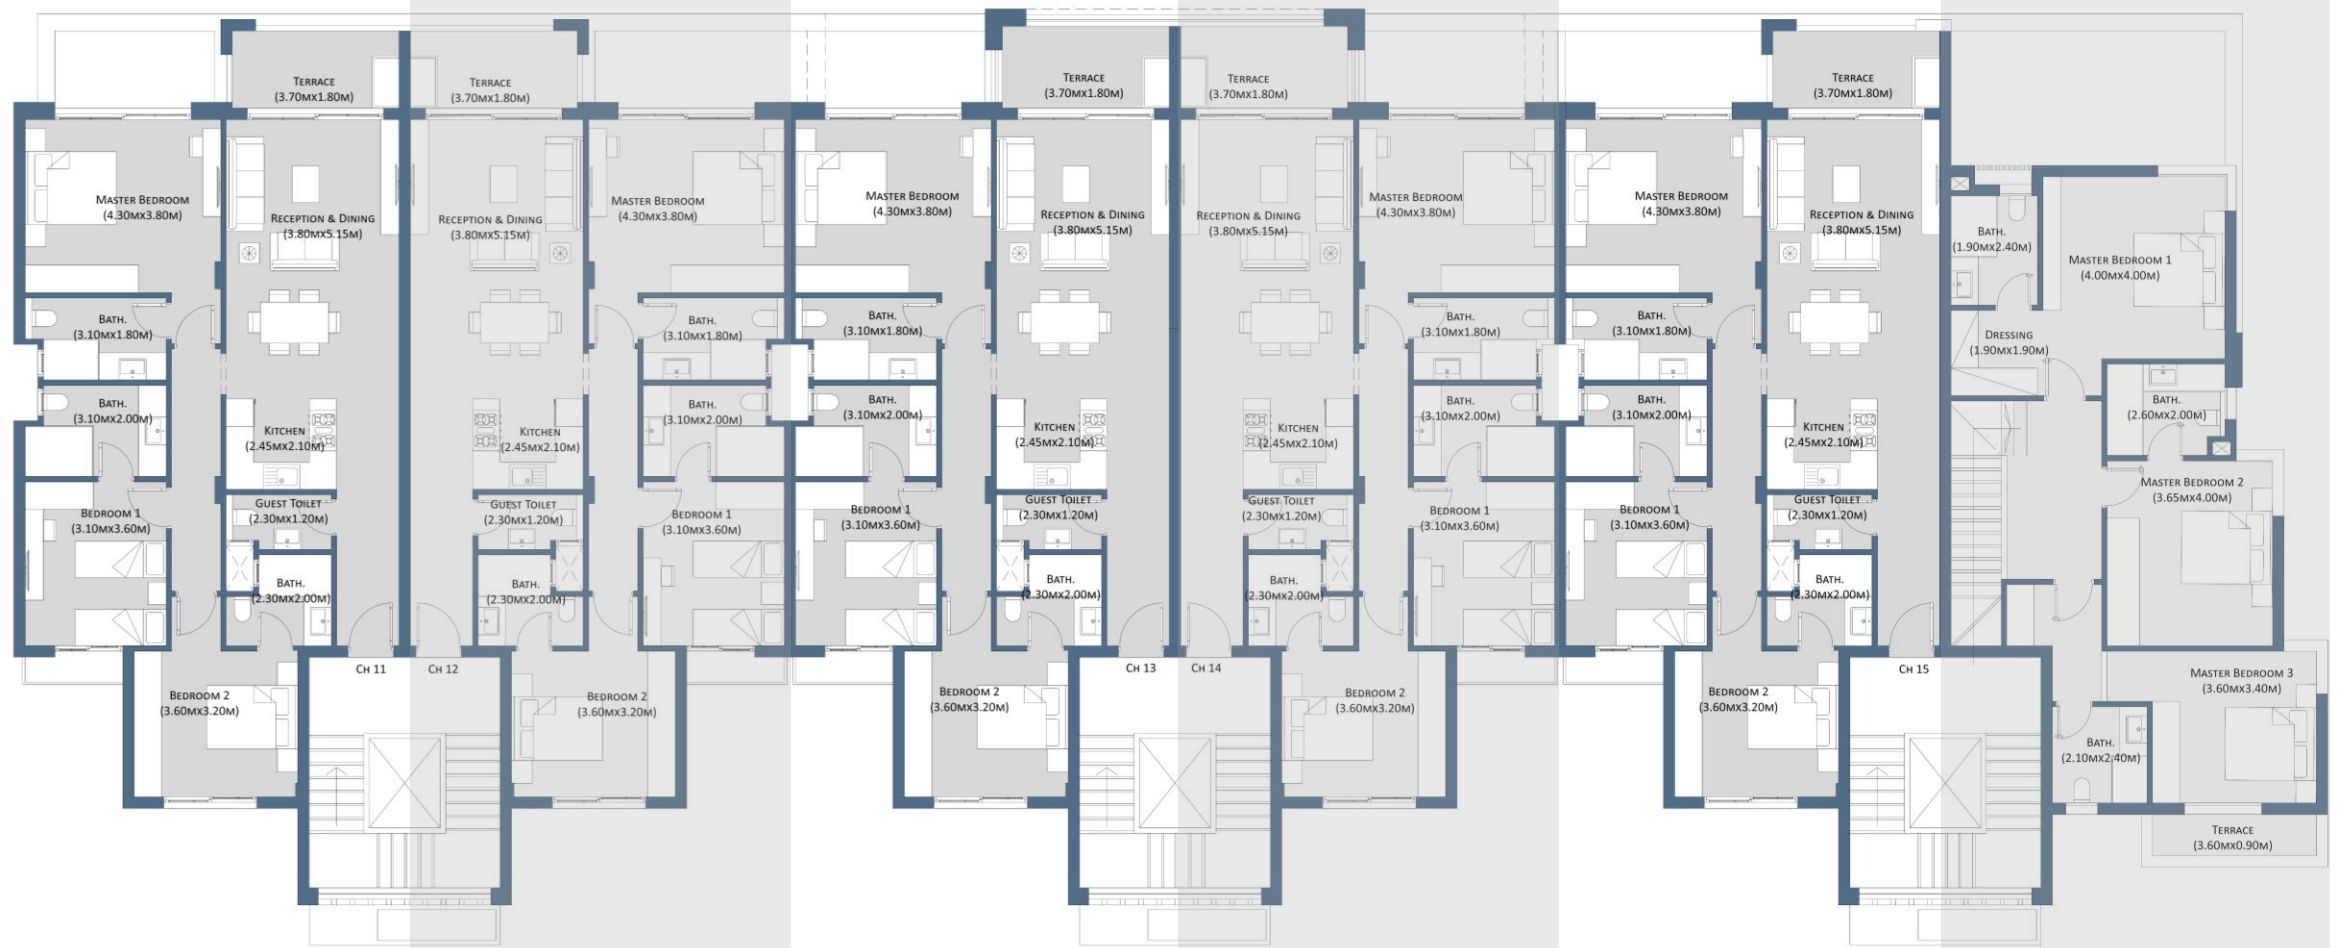 Terrace
(3.70mx1.80m)
Master Bedroom
(4.30mx3.80m)
Reception & Dining
(3.80mx5.15m)
Bath.
(3.10mx1.80m)
Bath.
(3.10mx2.00m)
Kitchen
(2.45mx2.10m)
Guest Toilet
(2.30mx1.20m)
Bedroom 1
(3.10mx3.60m)
Bath.
(2.30mx2.00m)
Ch 11
Bedroom 2
(3.60mx3.20m)
Terrace
(3.70mx1.80m)
Master Bedroom
(4.30mx3.80m)
Reception & Dining
(3.80mx5.15m)
Bath.
(3.10mx1.80m)
Bath.
(3.10mx2.00m)
Kitchen
(2.45mx2.10m)
Guest Toilet
(2.30mx1.20m)
Bedroom 1
(3.10mx3.60m)
Bath.
(2.30mx2.00m)
Ch 12
Bedroom 2
(3.60mx3.20m)
Terrace
(3.70mx1.80m)
Master Bedroom
(4.30mx3.80m)
Reception & Dining
(3.80mx5.15m)
Bath.
(3.10mx1.80m)
Bath.
(3.10mx2.00m)
Kitchen
(2.45mx2.10m)
Guest Toilet
(2.30mx1.20m)
Bedroom 1
(3.10mx3.60m)
Bath.
(2.30mx2.00m)
Ch 13
Bedroom 2
(3.60mx3.20m)
Terrace
(3.70mx1.80m)
Master Bedroom
(4.30mx3.80m)
Reception & Dining
(3.80mx5.15m)
Bath.
(3.10mx1.80m)
Bath.
(3.10mx2.00m)
Kitchen
(2.45mx2.10m)
Guest Toilet
(2.30mx1.20m)
Bedroom 1
(3.10mx3.60m)
Bath.
(2.30mx2.00m)
Ch 14
Bedroom 2
(3.60mx3.20m)
Terrace
(3.70mx1.80m)
Master Bedroom
(4.30mx3.80m)
Reception & Dining
(3.80mx5.15m)
Bath.
(3.10mx1.80m)
Bath.
(3.10mx2.00m)
Kitchen
(2.45mx2.10m)
Guest Toilet
(2.30mx1.20m)
Bedroom 1
(3.10mx3.60m)
Bath.
(2.30mx2.00m)
Ch 15
Bedroom 2
(3.60mx3.20m)
Bath.
(1.90mx2.40m)
Master Bedroom 1
(4.00mx4.00m)
Dressing
(1.90mx1.90m)
Bath.
(2.60mx2.00m)
Master Bedroom 2
(3.65mx4.00m)
Master Bedroom 3
(3.60mx3.40m)
Bath.
(2.10mx2.40m)
Terrace
(3.60mx0.90m)